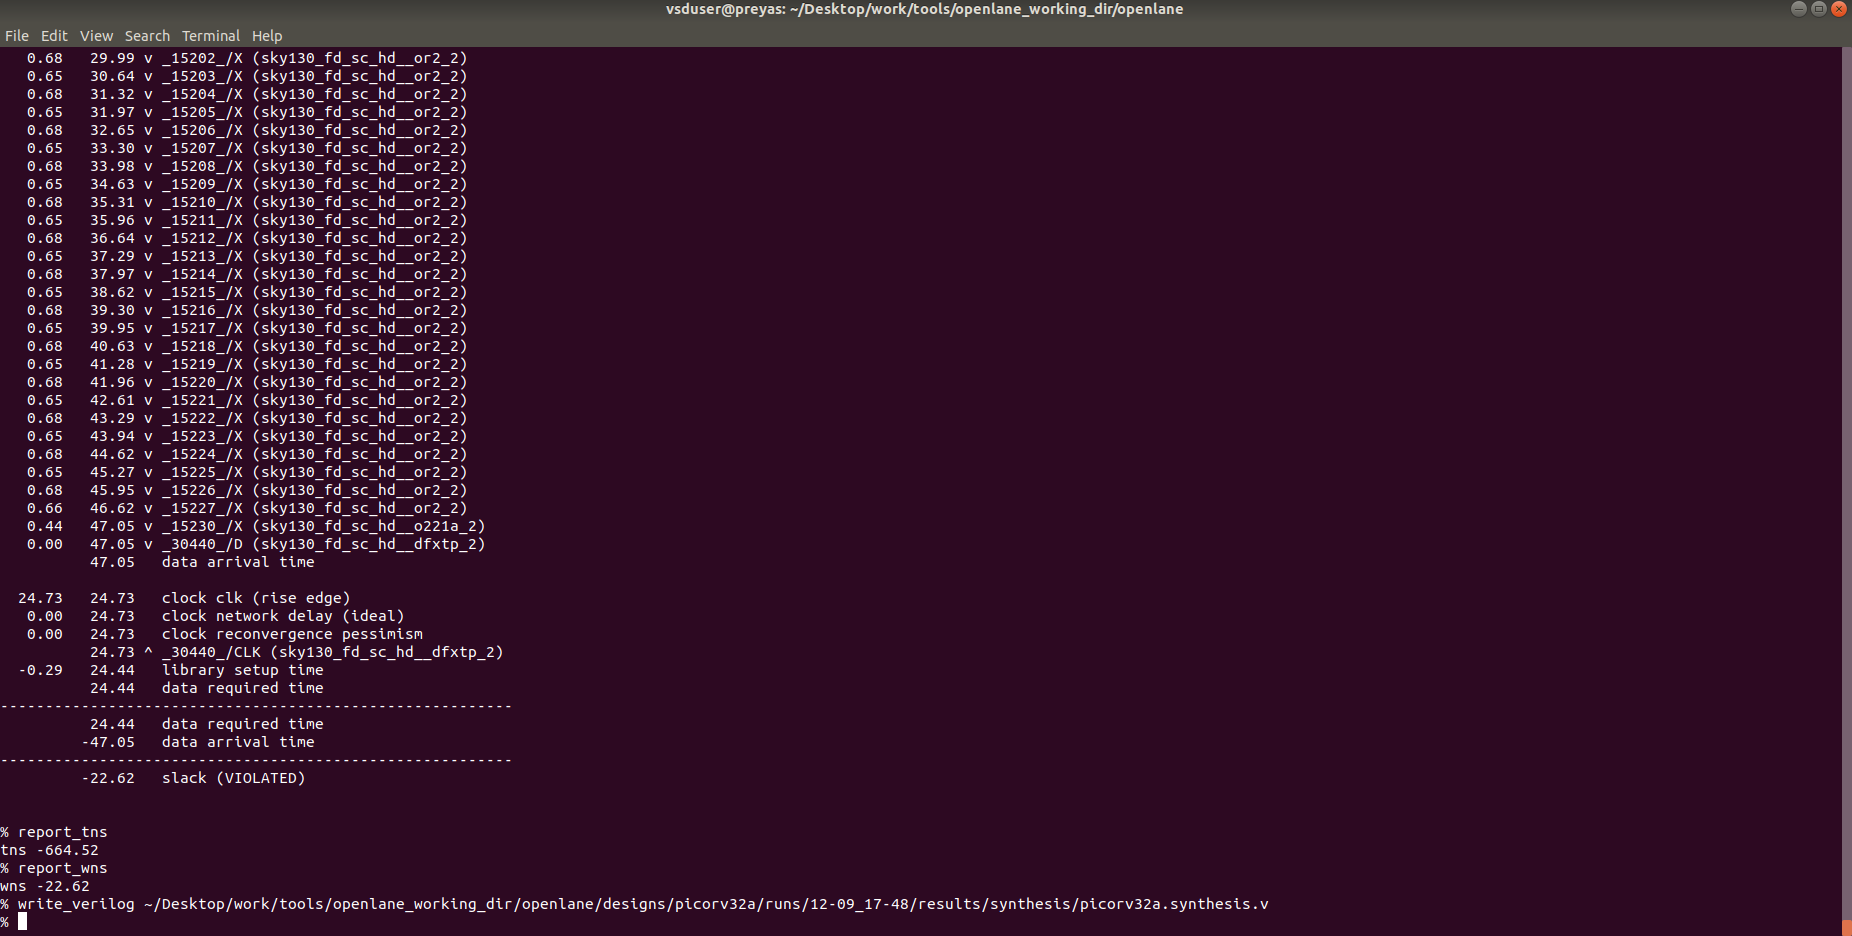 vsduser@preyas: ~/Desktop/work/tools/openlane_working_dir/openlane
File Edit View Search Terminal Help
0.68 29.99 v _15202_/X (sky130_fd_sc_hd__or2_2)
0.65 30.64 v _15203_/X (sky130_fd_sc_hd__or2_2)
0.68 31.32 v _15204_/X (sky130_fd_sc_hd__or2_2)
0.65 31.97 v _15205_/X (sky130_fd_sc_hd__or2_2)
0.68 32.65 v _15206_/X (sky130_fd_sc_hd__or2_2)
0.65 33.30 v _15207_/X (sky130_fd_sc_hd__or2_2)
0.68 33.98 v _15208_/X (sky130_fd_sc_hd__or2_2)
0.65 34.63 v _15209_/X (sky130_fd_sc_hd__or2_2)
0.68 35.31 v _15210_/X (sky130_fd_sc_hd__or2_2)
0.65 35.96 v _15211_/X (sky130_fd_sc_hd__or2_2)
0.68 36.64 v _15212_/X (sky130_fd_sc_hd__or2_2)
0.65 37.29 v _15213_/X (sky130_fd_sc_hd__or2_2)
0.68 37.97 v _15214_/X (sky130_fd_sc_hd__or2_2)
0.65 38.62 v _15215_/X (sky130_fd_sc_hd__or2_2)
0.68 39.30 v _15216_/X (sky130_fd_sc_hd__or2_2)
0.65 39.95 v _15217_/X (sky130_fd_sc_hd__or2_2)
0.68 40.63 v _15218_/X (sky130_fd_sc_hd__or2_2)
0.65 41.28 v _15219_/X (sky130_fd_sc_hd__or2_2)
0.68 41.96 v _15220_/X (sky130_fd_sc_hd__or2_2)
0.65 42.61 v _15221_/X (sky130_fd_sc_hd__or2_2)
0.68 43.29 v _15222_/X (sky130_fd_sc_hd__or2_2)
0.65 43.94 v _15223_/X (sky130_fd_sc_hd__or2_2)
0.68 44.62 v _15224_/X (sky130_fd_sc_hd__or2_2)
0.65 45.27 v _15225_/X (sky130_fd_sc_hd__or2_2)
0.68 45.95 v _15226_/X (sky130_fd_sc_hd__or2_2)
0.66 46.62 v _15227_/X (sky130_fd_sc_hd__or2_2)
0.44 47.05 v _15230_/X (sky130_fd_sc_hd__o221a_2)
0.00 47.05 v _30440_/D (sky130_fd_sc_hd__dfxtp_2)
47.05 data arrival time
24.73 24.73 clock clk (rise edge)
0.00 24.73 clock network delay (ideal)
0.00 24.73 clock reconvergence pessimism
24.73 ^ _30440_/CLK (sky130_fd_sc_hd__dfxtp_2)
-0.29 24.44 library setup time
24.44 data required time
---------------------------------------------------------
24.44 data required time
-47.05 data arrival time
---------------------------------------------------------
-22.62 slack (VIOLATED)
% report_tns
tns -664.52
% report_wns
wns -22.62
% write_verilog ~/Desktop/work/tools/openlane_working_dir/openlane/designs/picorv32a/runs/12-09_17-48/results/synthesis/picorv32a.synthesis.v
%